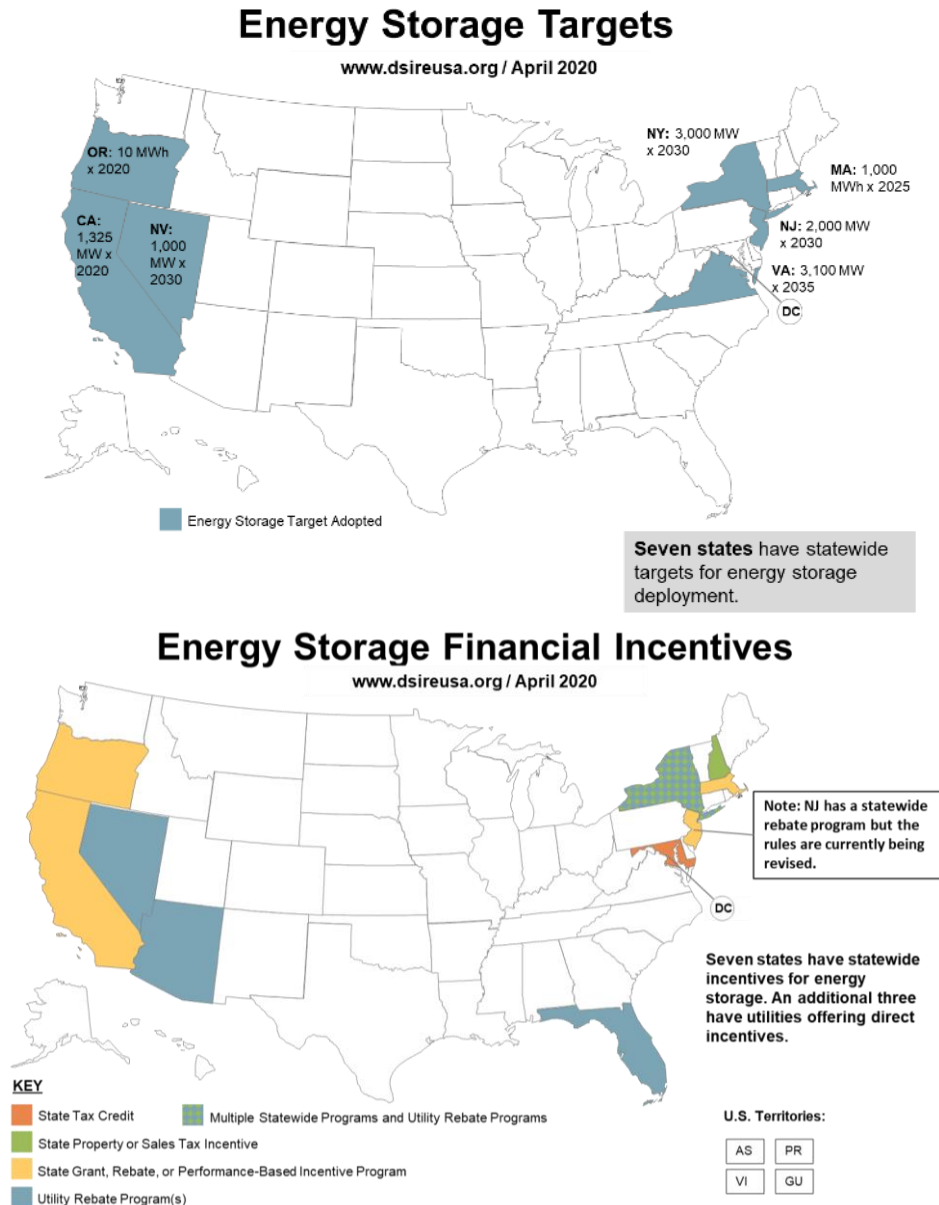 Energy Storage Targets
www.dsireusa.org / April 2020
OR: 10 MWh
x 2020
CA:
1,325
MW x
2020
NV:
1,000
MW x
2030
NY: 3,000 MW
x 2030
MA: 1,000
MWh x 2025
NJ: 2,000 MW
x 2030
VA: 3,100 MW
x 2035
DC
Energy Storage Target Adopted
Seven states have statewide
targets for energy storage
deployment.
Energy Storage Financial Incentives
www.dsireusa.org / April 2020
Note: NJ has a statewide
rebate program but the
rules are currently being
revised.
DC
Seven states have statewide
incentives for energy
storage. An additional three
have utilities offering direct
incentives.
KEY
State Tax Credit
Multiple Statewide Programs and Utility Rebate Programs
State Property or Sales Tax Incentive
State Grant, Rebate, or Performance-Based Incentive Program
Utility Rebate Program(s)
U.S. Territories:
AS
PR
VI
GU